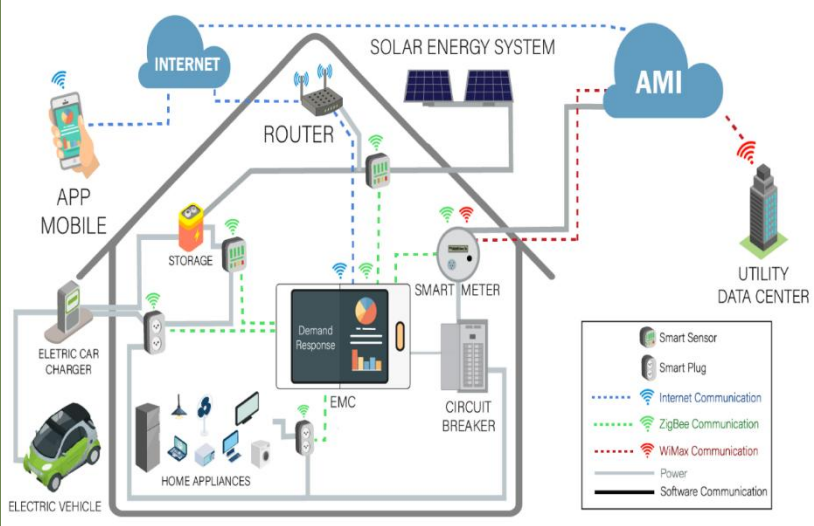 INTERNET
SOLAR ENERGY SYSTEM
AMI
ROUTER
APP
MOBILE
STORAGE
SMART METER
UTILITY
DATA CENTER
ELETRIC CAR
CHARGER
Demand
Response
EMC
CIRCUIT
BREAKER
HOME APPLIANCES
ELECTRIC VEHICLE
Smart Sensor
Smart Plug
Internet Communication
ZigBee Communication
WiMax Communication
Power
Software Communication